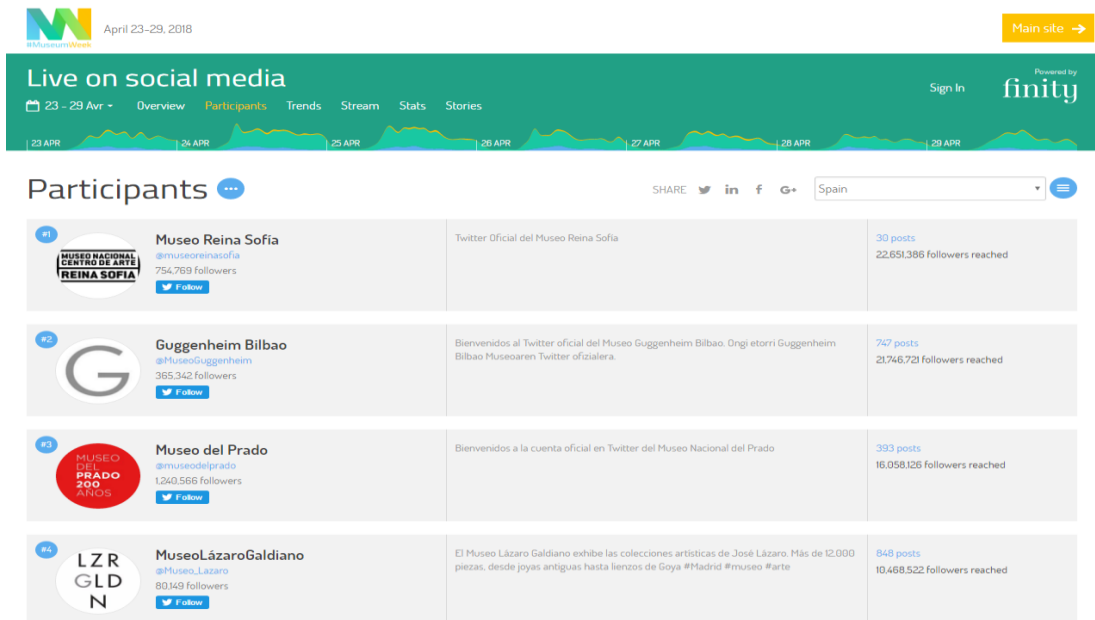 #MuseumWeek
April 23-29, 2018
Main site →
Live on social media
Sign In
Powered by
finity
23 - 29 Avr
Overview Participants Trends Stream Stats Stories
23 APR 24 APR 25 APR 26 APR 27 APR 28 APR 29 APR
Participants
SHARE in f G+
Spain
#1
MUSEO NACIONAL
CENTRO DE ARTE
REINA SOFIA
Museo Reina Sofía
@museoreinasofia
754,769 followers
Follow
Twitter Oficial del Museo Reina Sofía
30 posts
22,651,386 followers reached
#2
G
Guggenheim Bilbao
@MuseoGuggenheim
365,342 followers
Follow
Bienvenidos al Twitter oficial del Museo Guggenheim Bilbao. Ongi etorri Guggenheim
Bilbao Museoaren Twitter ofizialera.
747 posts
21,746,721 followers reached
#3
MUSEO
DEL
PRADO
200
AÑOS
Museo del Prado
@museodelprado
1,240,566 followers
Follow
Bienvenidos a la cuenta oficial en Twitter del Museo Nacional del Prado
393 posts
16,058,126 followers reached
#4
LZR
GLD
N
MuseoLázaroGaldiano
@Museo_Lazaro
80,149 followers
Follow
El Museo Lázaro Galdiano exhibe las colecciones artísticas de José Lázaro. Más de 12.000
piezas, desde joyas antiguas hasta lienzos de Goya #Madrid #museo #arte
848 posts
10,468,522 followers reached